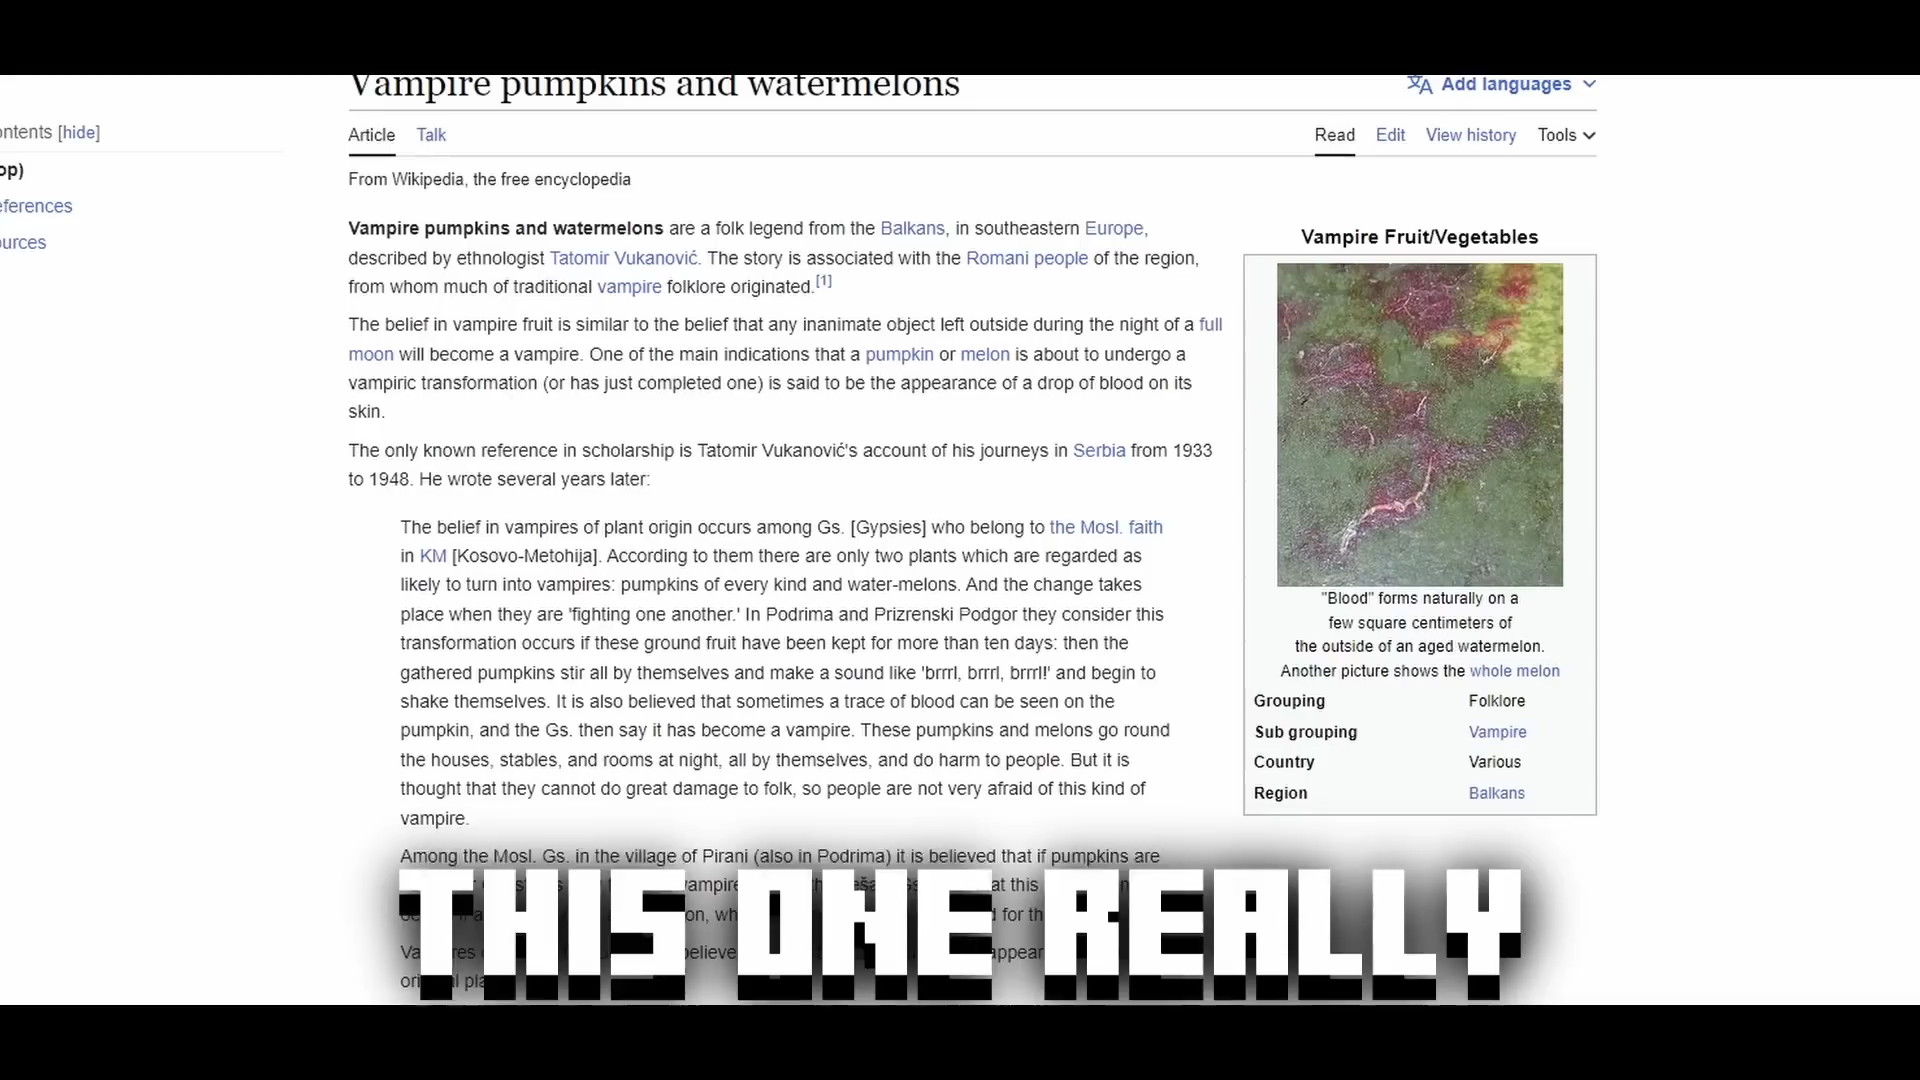 Vampire pumpkins and watermelons
Add languages
ontents [hide]
Article Talk
Read Edit View history Tools
op)
From Wikipedia, the free encyclopedia
eferences
urces
Vampire pumpkins and watermelons are a folk legend from the Balkans, in southeastern Europe,
described by ethnologist Tatomir Vukanović. The story is associated with the Romani people of the region,
from whom much of traditional vampire folklore originated.[1]
The belief in vampire fruit is similar to the belief that any inanimate object left outside during the night of a full
moon will become a vampire. One of the main indications that a pumpkin or melon is about to undergo a
vampiric transformation (or has just completed one) is said to be the appearance of a drop of blood on its
skin.
The only known reference in scholarship is Tatomir Vukanović's account of his journeys in Serbia from 1933
to 1948. He wrote several years later:
The belief in vampires of plant origin occurs among Gs. [Gypsies] who belong to the Mosl. faith
in KM [Kosovo-Metohija]. According to them there are only two plants which are regarded as
likely to turn into vampires: pumpkins of every kind and water-melons. And the change takes
place when they are 'fighting one another.' In Podrima and Prizrenski Podgor they consider this
transformation occurs if these ground fruit have been kept for more than ten days: then the
gathered pumpkins stir all by themselves and make a sound like 'brrrl, brrrl, brrrl!' and begin to
shake themselves. It is also believed that sometimes a trace of blood can be seen on the
pumpkin, and the Gs. then say it has become a vampire. These pumpkins and melons go round
the houses, stables, and rooms at night, all by themselves, and do harm to people. But it is
thought that they cannot do great damage to folk, so people are not very afraid of this kind of
vampire.
Among the Mosl. Gs. in the village of Pirani (also in Podrima) it is believed that if pumpkins are
vampire at this
on, wh for th
believe appear
Vampire Fruit/Vegetables
"Blood" forms naturally on a
few square centimeters of
the outside of an aged watermelon.
Another picture shows the whole melon
Grouping Folklore
Sub grouping Vampire
Country Various
Region Balkans
THIS ONE REALLY